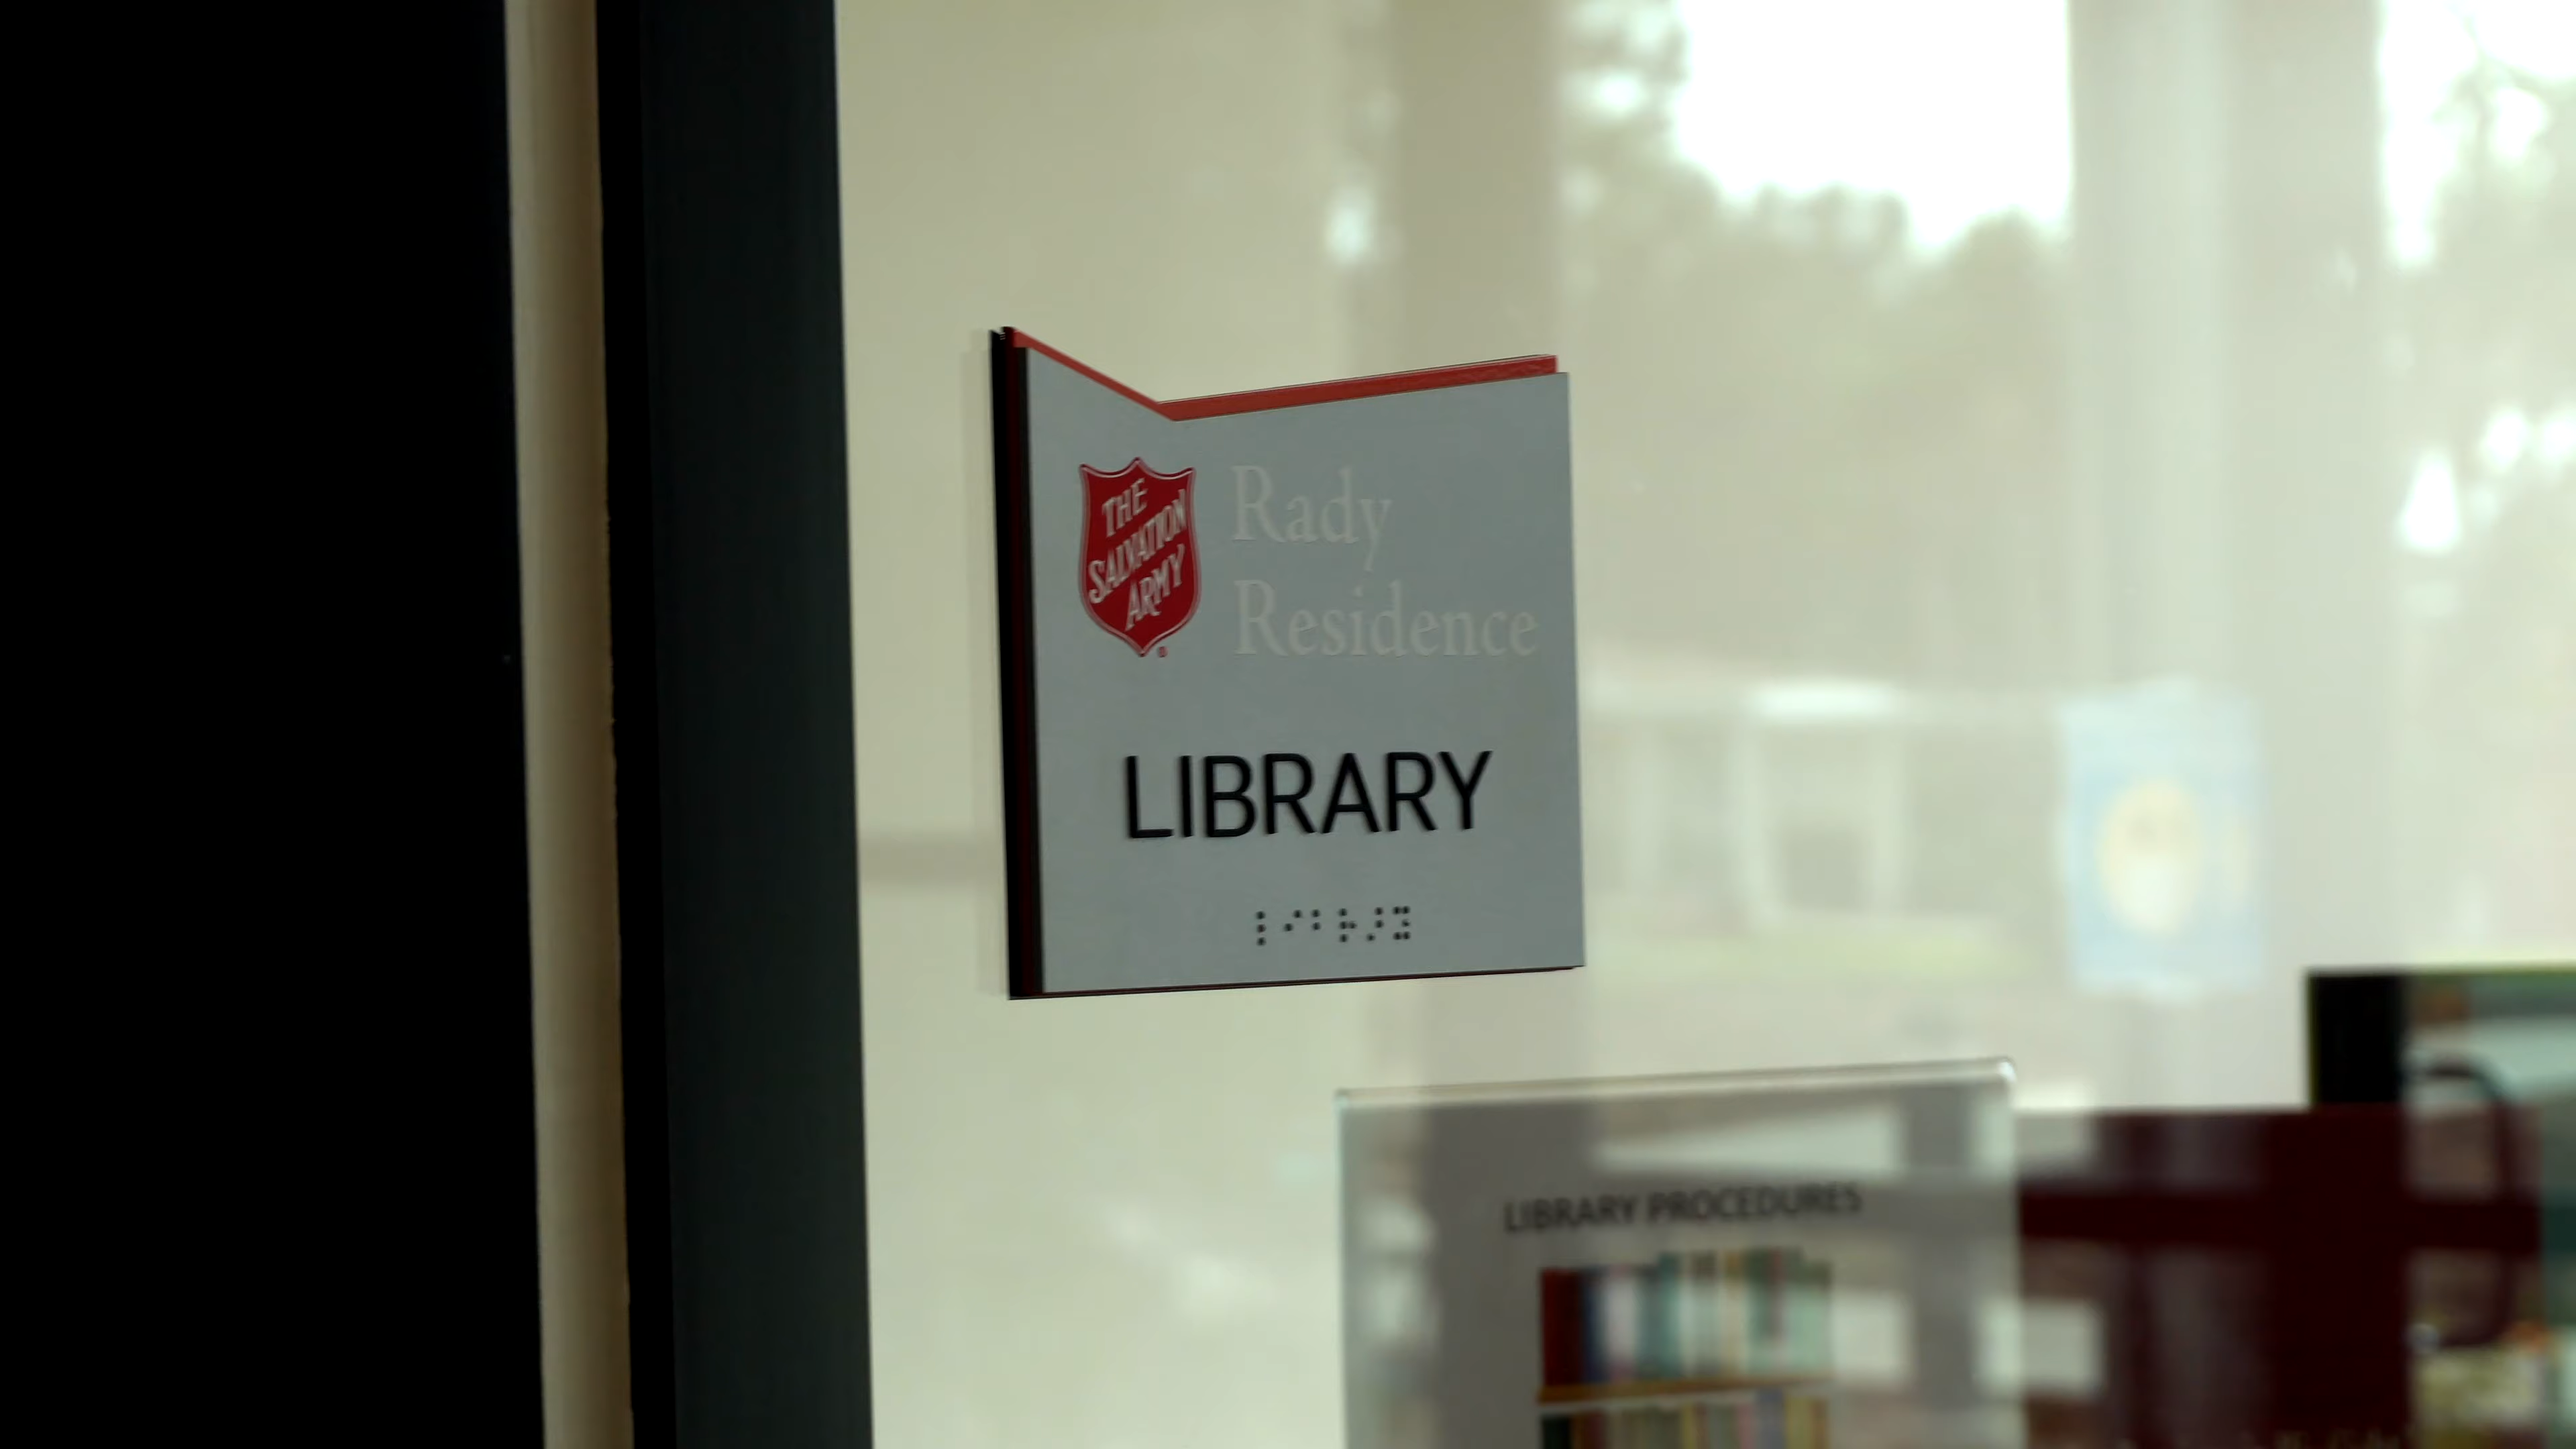 THE
SALVATION
ARMY
Rady
Residence
LIBRARY
⠇⠊⠃⠗⠜⠽
LIBRARY PROCEDURES